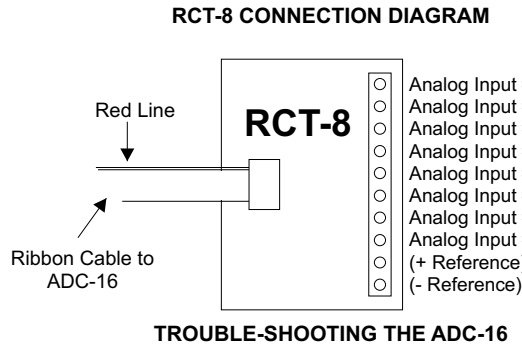 RCT-8 CONNECTION DIAGRAM
Red Line
RCT-8
Analog Input
Analog Input
Analog Input
Analog Input
Analog Input
Analog Input
Analog Input
Analog Input
(+ Reference)
(- Reference)
Ribbon Cable to
ADC-16
TROUBLE-SHOOTING THE ADC-16